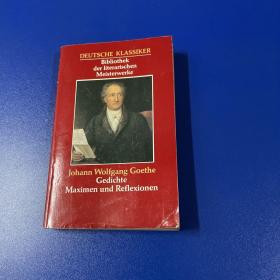 DEUTSCHE KLASSIKER
Bibliothek
der literarischen
Meisterwerke
Johann Wolfgang Goethe
Gedichte
Maximen und Reflexionen